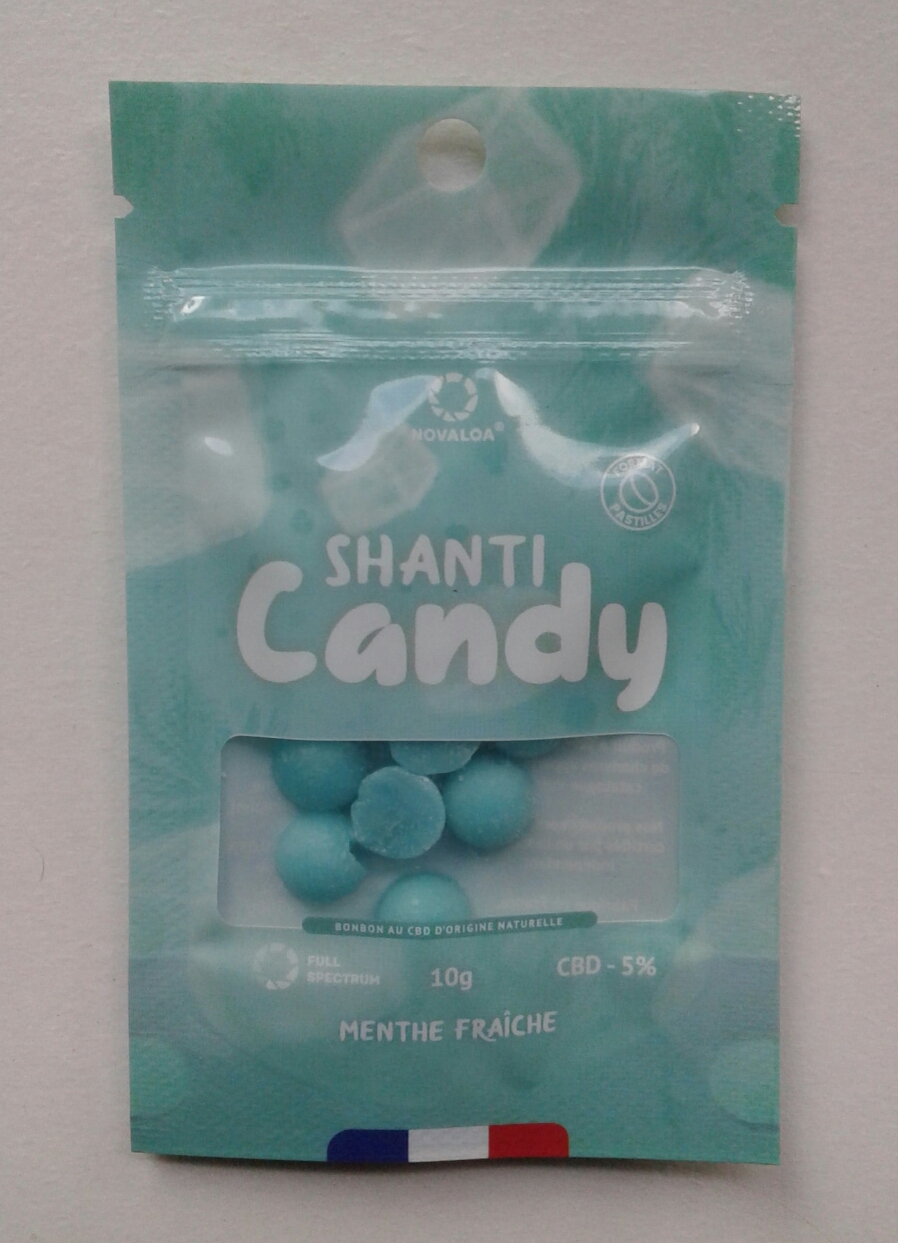 NOVALOA®
FORMAT
PASTILLES
SHANTI
Candy
BONBON AU CBD D'ORIGINE NATURELLE
FULL
SPECTRUM
10g
CBD - 5%
MENTHE FRAÎCHE